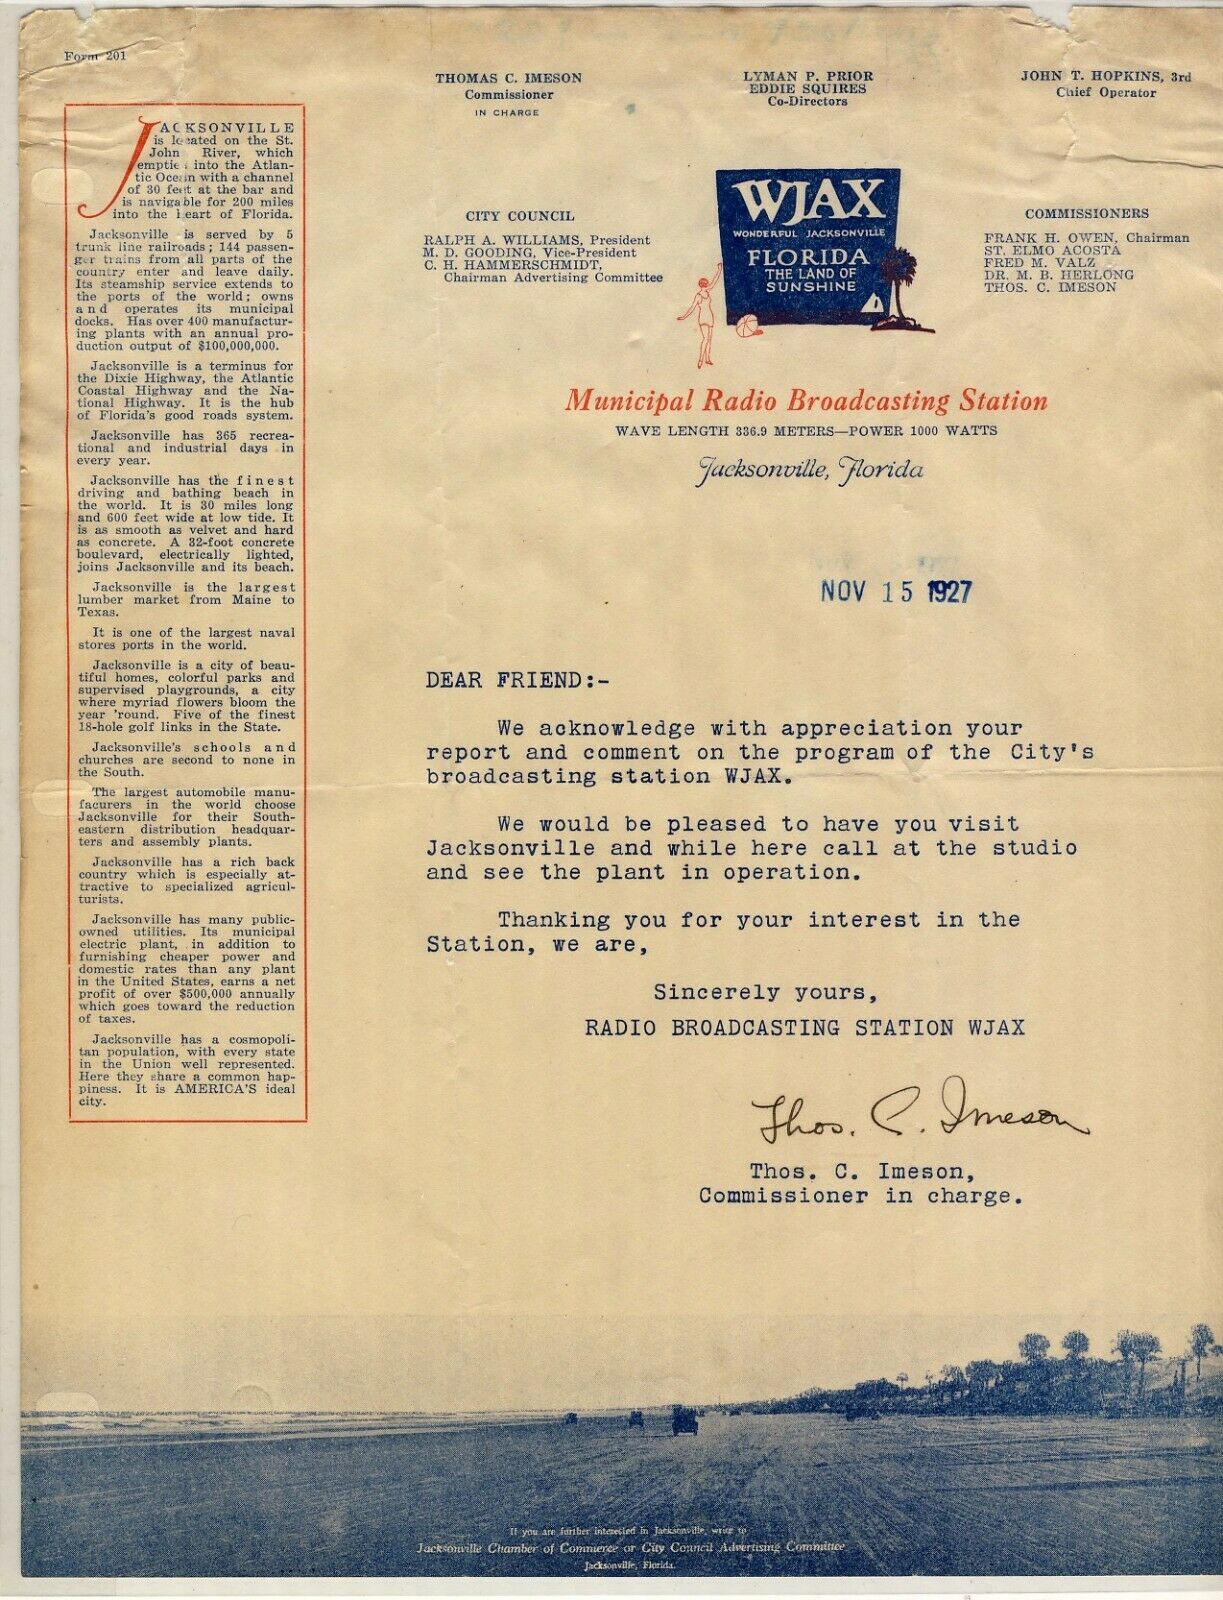 Form 201
THOMAS C. IMESON
Commissioner
IN CHARGE
LYMAN P. PRIOR
EDDIE SQUIRES
Co-Directors
JOHN T. HOPKINS, 3rd
Chief Operator
JACKSONVILLE
is located on the St.
John River, which
empties into the Atlan-
tic Ocean with a channel
of 30 feet at the bar and
is navigable for 200 miles
into the heart of Florida.
Jacksonville is served by 5
trunk line railroads; 144 passen-
ger trains from all parts of the
country enter and leave daily.
Its steamship service extends to
the ports of the world; owns
and operates its municipal
docks. Has over 400 manufactur-
ing plants with an annual pro-
duction output of $100,000,000.
Jacksonville is a terminus for
the Dixie Highway, the Atlantic
Coastal Highway and the Na-
tional Highway. It is the hub
of Florida's good roads system.
Jacksonville has 365 recrea-
tional and industrial days in
every year.
Jacksonville has the finest
driving and bathing beach in
the world. It is 30 miles long
and 600 feet wide at low tide. It
is as smooth as velvet and hard
as concrete. A 32-foot concrete
boulevard, electrically lighted,
joins Jacksonville and its beach.
Jacksonville is the largest
lumber market from Maine to
Texas.
It is one of the largest naval
stores ports in the world.
Jacksonville is a city of beau-
tiful homes, colorful parks and
supervised playgrounds, a city
where myriad flowers bloom the
year 'round. Five of the finest
18-hole golf links in the State.
Jacksonville's schools and
churches are second to none in
the South.
The largest automobile manu-
facurers in the world choose
Jacksonville for their South-
eastern distribution headquar-
ters and assembly plants.
Jacksonville has a rich back
country which is especially at-
tractive to specialized agricul-
turists.
Jacksonville has many public-
owned utilities. Its municipal
electric plant, in addition to
furnishing cheaper power and
domestic rates than any plant
in the United States, earns a net
profit of over $500,000 annually
which goes toward the reduction
of taxes.
Jacksonville has a cosmopoli-
tan population, with every state
in the Union well represented.
Here they share a common hap-
piness. It is AMERICA'S ideal
city.
CITY COUNCIL
RALPH A. WILLIAMS, President
M. D. GOODING, Vice-President
C. H. HAMMERSCHMIDT,
Chairman Advertising Committee
WJAX
WONDERFUL JACKSONVILLE
FLORIDA
THE LAND OF
SUNSHINE
COMMISSIONERS
FRANK H. OWEN, Chairman
ST. ELMO ACOSTA
FRED M. VALZ
DR. M. B. HERLONG
THOS. C. IMESON
Municipal Radio Broadcasting Station
WAVE LENGTH 336.9 METERS—POWER 1000 WATTS
Jacksonville, Florida
NOV 15 1927
DEAR FRIEND:-
We acknowledge with appreciation your
report and comment on the program of the City's
broadcasting station WJAX.
We would be pleased to have you visit
Jacksonville and while here call at the studio
and see the plant in operation.
Thanking you for your interest in the
Station, we are,
Sincerely yours,
RADIO BROADCASTING STATION WJAX
Thos. C. Imeson
Thos. C. Imeson,
Commissioner in charge.
If you are further interested in Jacksonville, write to
Jacksonville Chamber of Commerce or City Council Advertising Committee
Jacksonville, Florida.